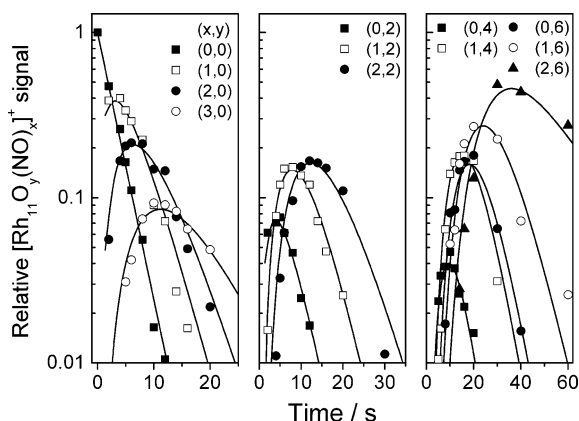 Relative [Rh₁₁Oᵧ(NO)ₓ]⁺ signal
1
0.1
0.01
(x,y)
■ (0,0)
□ (1,0)
● (2,0)
○ (3,0)
0 10 20
■ (0,2)
□ (1,2)
● (2,2)
0 10 20 30
■ (0,4) ● (0,6)
□ (1,4) ○ (1,6)
▲ (2,6)
0 20 40 60
Time / s